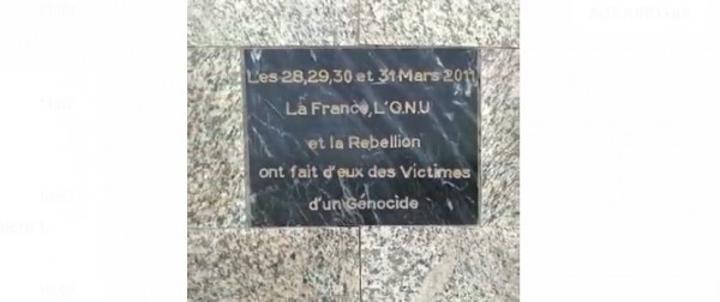 Les 28,29,30 et 31 Mars 2011
La France, L'O.N.U
et la Rebellion
ont fait d'eux des Victimes
d'un Génocide